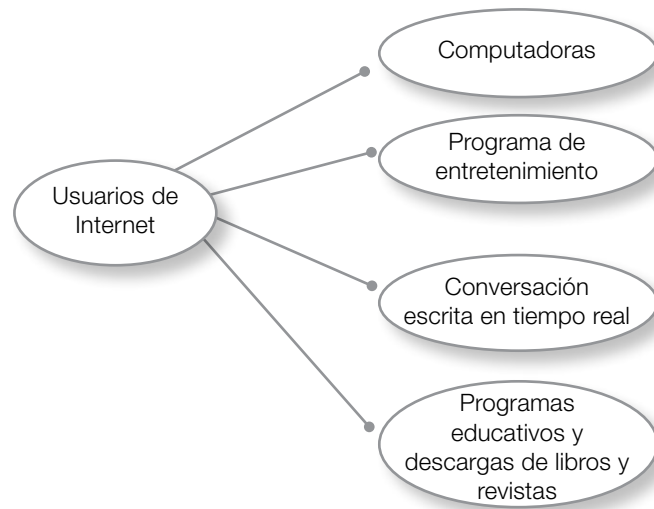 Computadoras
Programa de
entretenimiento
Usuarios de
Internet
Conversación
escrita en tiempo real
Programas
educativos y
descargas de libros y
revistas